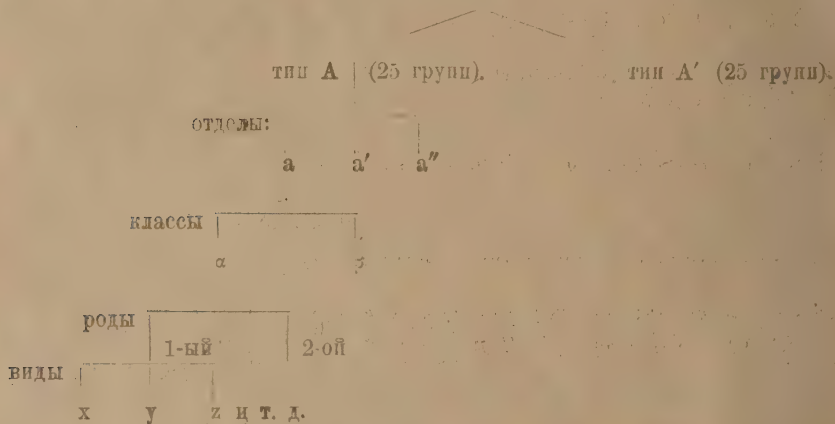 тип А (25 групп). тип А′ (25 групп).
отделы:
а а′ а″
классы
α β
роды
1-ый 2-ой
виды
x y z и т. д.